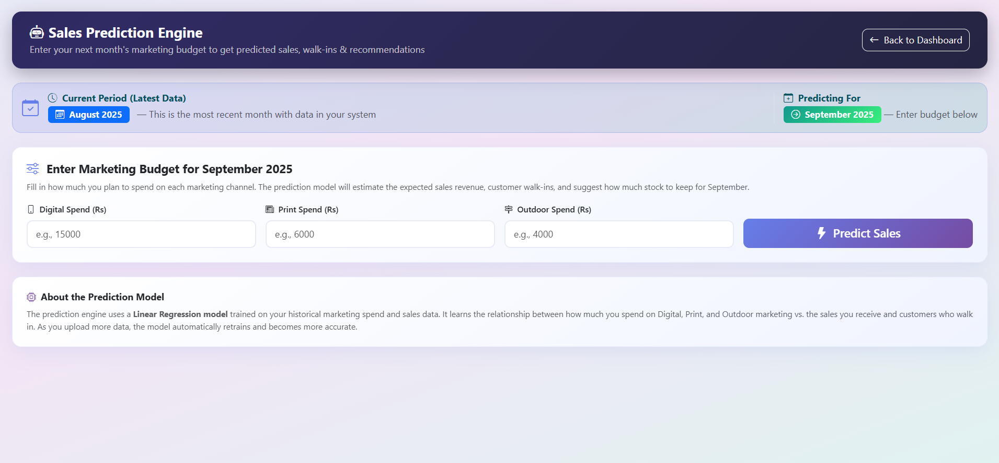 Sales Prediction Engine
Enter your next month's marketing budget to get predicted sales, walk-ins & recommendations
← Back to Dashboard
Current Period (Latest Data)
August 2025 — This is the most recent month with data in your system
Predicting For
September 2025 — Enter budget below
Enter Marketing Budget for September 2025
Fill in how much you plan to spend on each marketing channel. The prediction model will estimate the expected sales revenue, customer walk-ins, and suggest how much stock to keep for September.
Digital Spend (Rs)
e.g., 15000
Print Spend (Rs)
e.g., 6000
Outdoor Spend (Rs)
e.g., 4000
Predict Sales
About the Prediction Model
The prediction engine uses a Linear Regression model trained on your historical marketing spend and sales data. It learns the relationship between how much you spend on Digital, Print, and Outdoor marketing vs. the sales you receive and customers who walk
in. As you upload more data, the model automatically retrains and becomes more accurate.